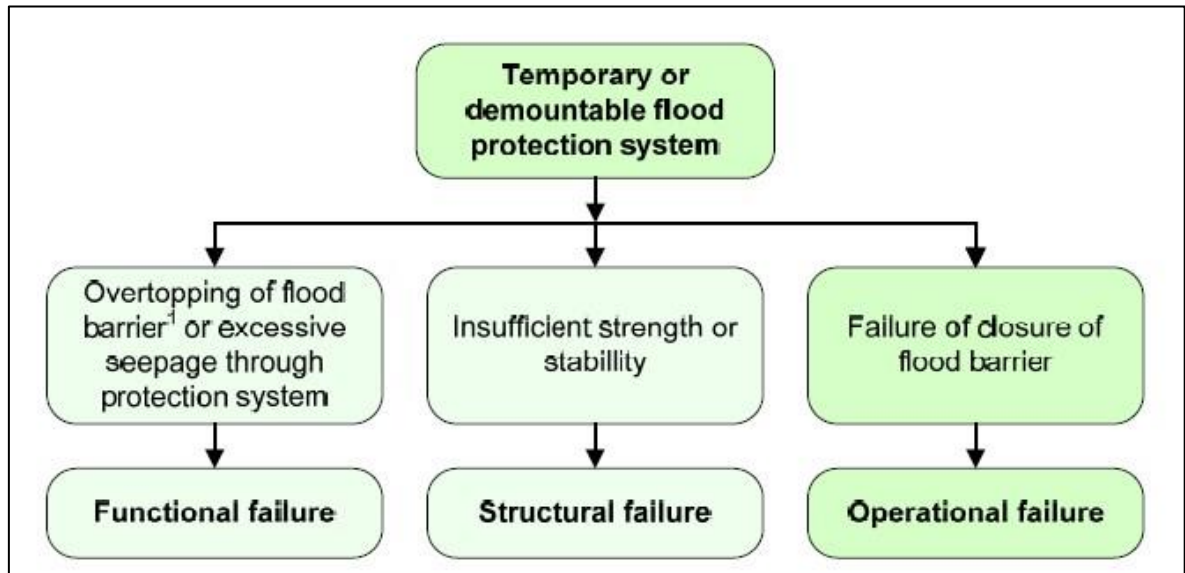 Temporary or
demountable flood
protection system
Overtopping of flood
barrier¹ or excessive
seepage through
protection system
Insufficient strength or
stabillity
Failure of closure of
flood barrier
Functional failure
Structural failure
Operational failure